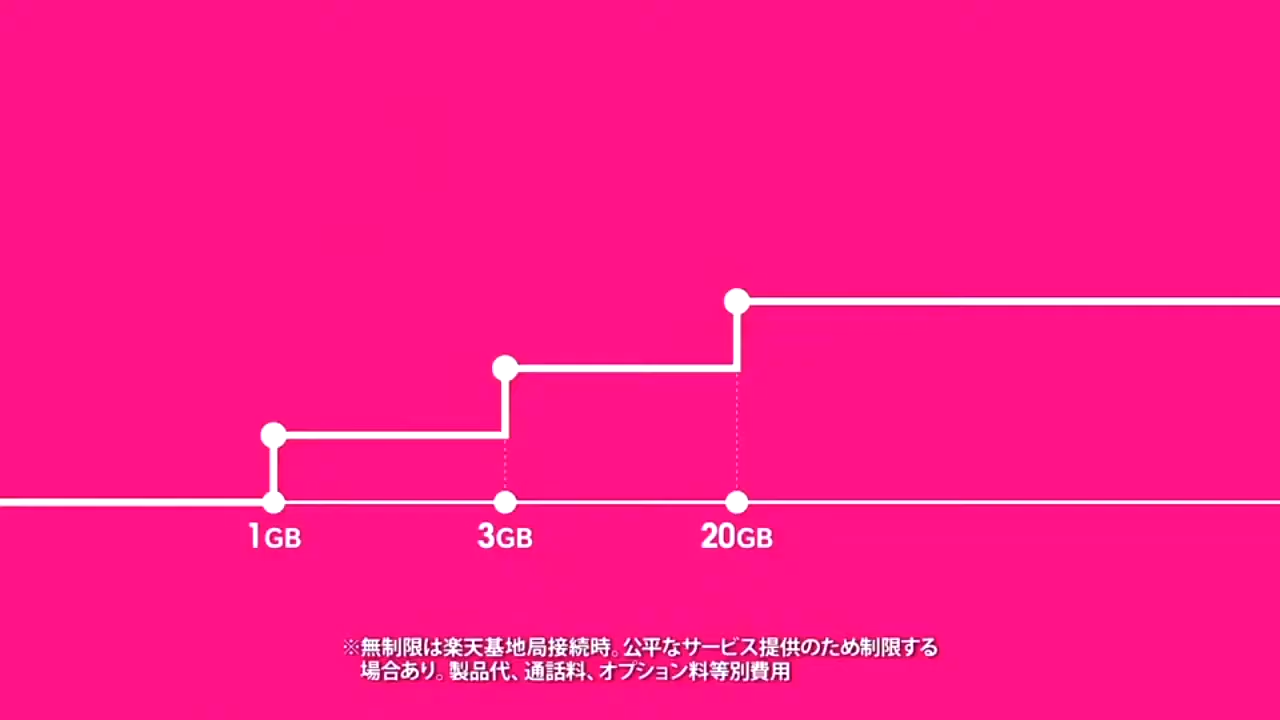 1GB
3GB
20GB
※無制限は楽天基地局接続時。公平なサービス提供のため制限する
場合あり。製品代、通話料、オプション料等別費用